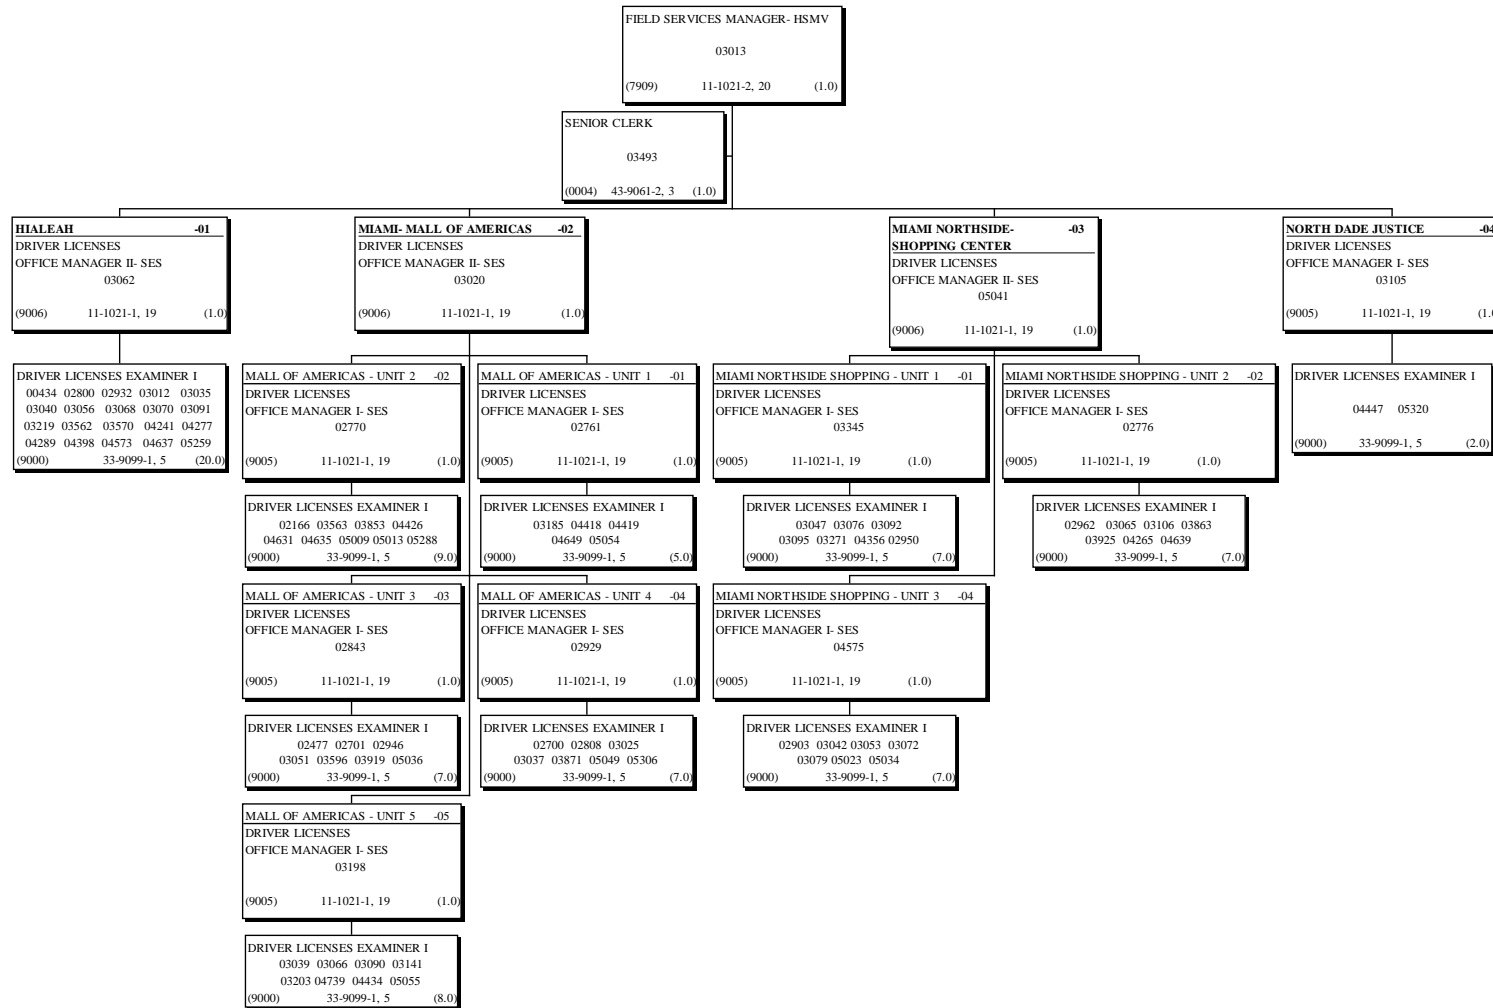 FIELD SERVICES MANAGER- HSMV
03013
(7909) 11-1021-2, 20 (1.0)
SENIOR CLERK
03493
(0004) 43-9061-2, 3 (1.0)
HIALEAH -01
DRIVER LICENSES
OFFICE MANAGER II- SES
03062
(9006) 11-1021-1, 19 (1.0)
MIAMI- MALL OF AMERICAS -02
DRIVER LICENSES
OFFICE MANAGER II- SES
03020
(9006) 11-1021-1, 19 (1.0)
MIAMI NORTHSIDE- -03
SHOPPING CENTER
DRIVER LICENSES
OFFICE MANAGER II- SES
05041
(9006) 11-1021-1, 19 (1.0)
NORTH DADE JUSTICE -04
DRIVER LICENSES
OFFICE MANAGER I- SES
03105
(9005) 11-1021-1, 19 (1.0
DRIVER LICENSES EXAMINER I
00434 02800 02932 03012 03035
03040 03056 03068 03070 03091
03219 03562 03570 04241 04277
04289 04398 04573 04637 05259
(9000) 33-9099-1, 5 (20.0)
MALL OF AMERICAS - UNIT 2 -02
DRIVER LICENSES
OFFICE MANAGER I- SES
02770
(9005) 11-1021-1, 19 (1.0)
MALL OF AMERICAS - UNIT 1 -01
DRIVER LICENSES
OFFICE MANAGER I- SES
02761
(9005) 11-1021-1, 19 (1.0)
MIAMI NORTHSIDE SHOPPING - UNIT 1 -01
DRIVER LICENSES
OFFICE MANAGER I- SES
03345
(9005) 11-1021-1, 19 (1.0)
MIAMI NORTHSIDE SHOPPING - UNIT 2 -02
DRIVER LICENSES
OFFICE MANAGER I- SES
02776
(9005) 11-1021-1, 19 (1.0)
DRIVER LICENSES EXAMINER I
04447 05320
(9000) 33-9099-1, 5 (2.0)
DRIVER LICENSES EXAMINER I
02166 03563 03853 04426
04631 04635 05009 05013 05288
(9000) 33-9099-1, 5 (9.0)
DRIVER LICENSES EXAMINER I
03185 04418 04419
04649 05054
(9000) 33-9099-1, 5 (5.0)
DRIVER LICENSES EXAMINER I
03047 03076 03092
03095 03271 04356 02950
(9000) 33-9099-1, 5 (7.0)
DRIVER LICENSES EXAMINER I
02962 03065 03106 03863
03925 04265 04639
(9000) 33-9099-1, 5 (7.0)
MALL OF AMERICAS - UNIT 3 -03
DRIVER LICENSES
OFFICE MANAGER I- SES
02843
(9005) 11-1021-1, 19 (1.0)
MALL OF AMERICAS - UNIT 4 -04
DRIVER LICENSES
OFFICE MANAGER I- SES
02929
(9005) 11-1021-1, 19 (1.0)
MIAMI NORTHSIDE SHOPPING - UNIT 3 -04
DRIVER LICENSES
OFFICE MANAGER I- SES
04575
(9005) 11-1021-1, 19 (1.0)
DRIVER LICENSES EXAMINER I
02477 02701 02946
03051 03596 03919 05036
(9000) 33-9099-1, 5 (7.0)
DRIVER LICENSES EXAMINER I
02700 02808 03025
03037 03871 05049 05306
(9000) 33-9099-1, 5 (7.0)
DRIVER LICENSES EXAMINER I
02903 03042 03053 03072
03079 05023 05034
(9000) 33-9099-1, 5 (7.0)
MALL OF AMERICAS - UNIT 5 -05
DRIVER LICENSES
OFFICE MANAGER I- SES
03198
(9005) 11-1021-1, 19 (1.0)
DRIVER LICENSES EXAMINER I
03039 03066 03090 03141
03203 04739 04434 05055
(9000) 33-9099-1, 5 (8.0)